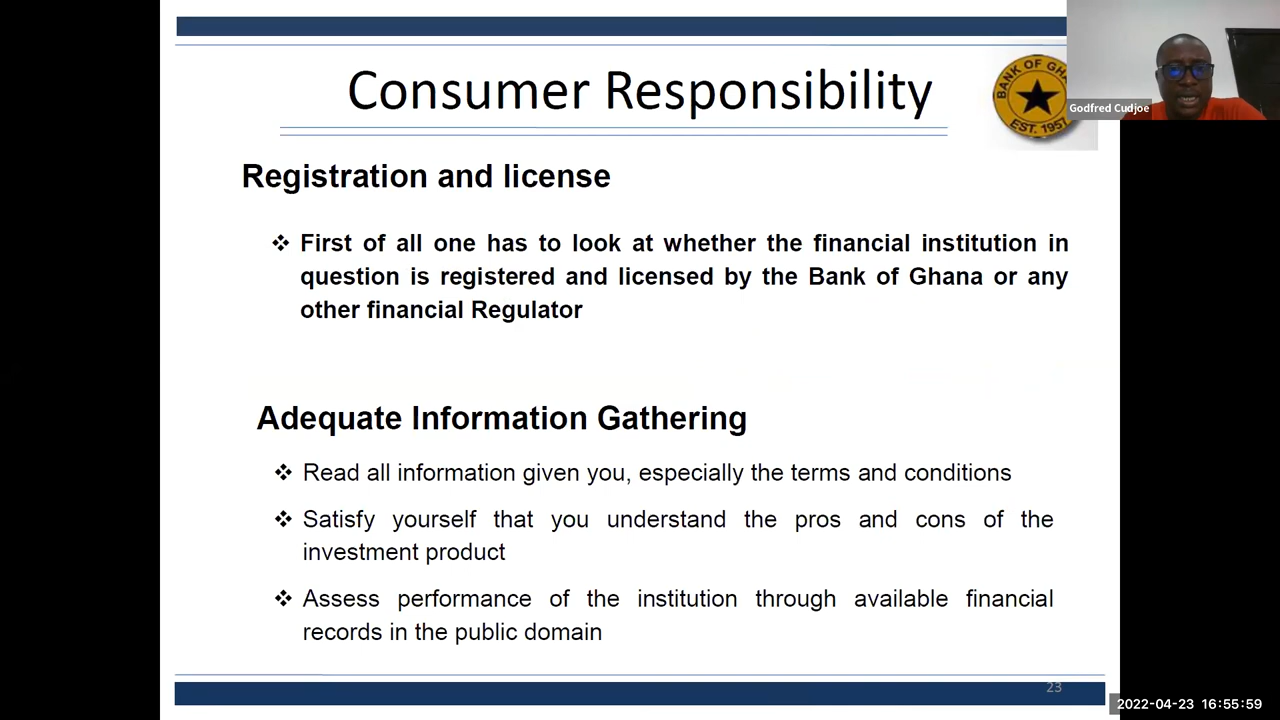 Consumer Responsibility
BANK OF GHA
EST. 1957
Godfred Cudjoe
Registration and license
❖ First of all one has to look at whether the financial institution in
question is registered and licensed by the Bank of Ghana or any
other financial Regulator
Adequate Information Gathering
❖ Read all information given you, especially the terms and conditions
❖ Satisfy yourself that you understand the pros and cons of the
investment product
❖ Assess performance of the institution through available financial
records in the public domain
23
2022-04-23 16:55:59